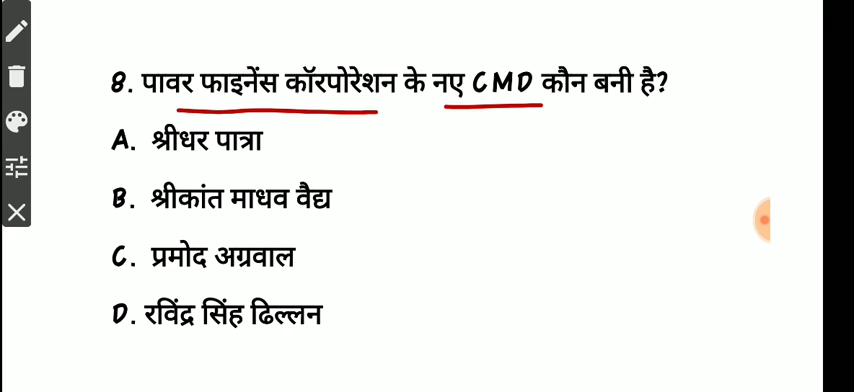 8. पावर फाइनेंस कॉरपोरेशन के नए CMD कौन बनी है?
A. श्रीधर पात्रा
B. श्रीकांत माधव वैद्य
C. प्रमोद अग्रवाल
D. रविंद्र सिंह ढिल्लन